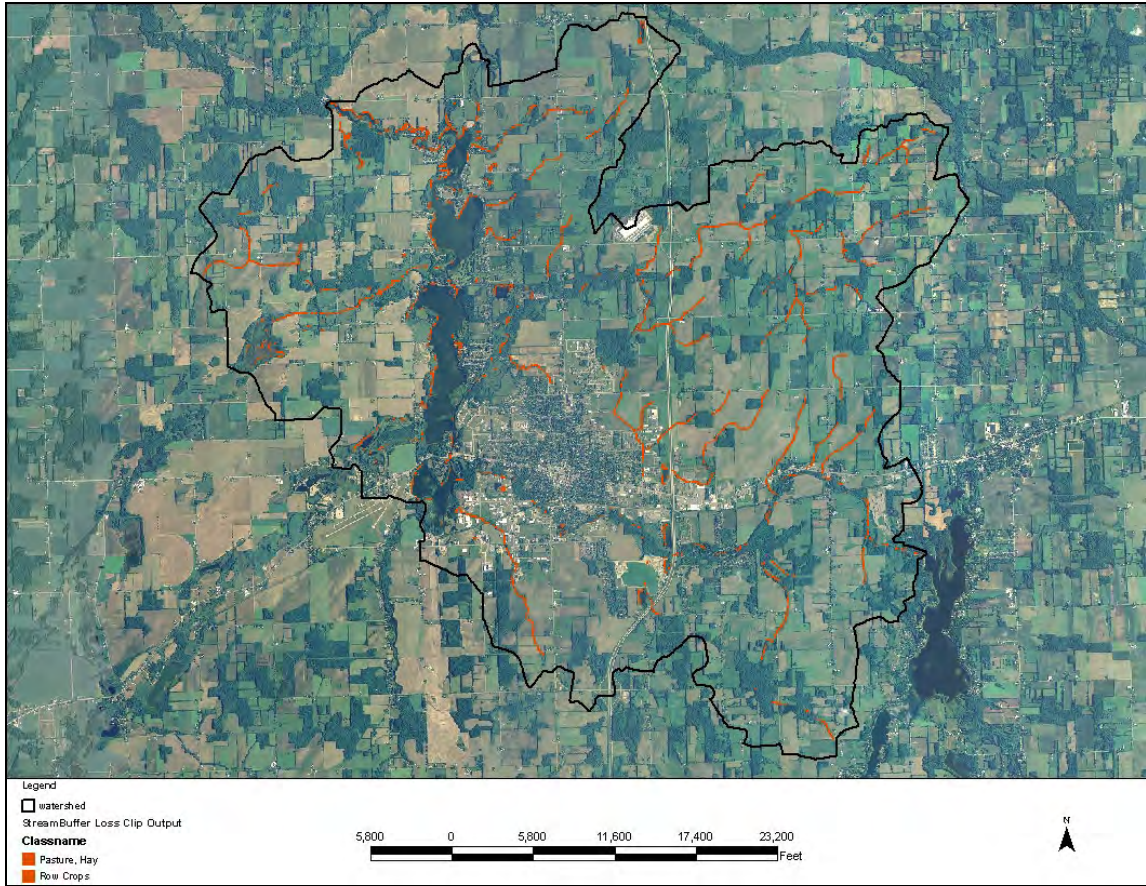 Legend
watershed
StreamBuffer Loss Clip Output
Classname
Pasture, Hay
Row Crops
5,800 0 5,800 11,600 17,400 23,200
Feet
N